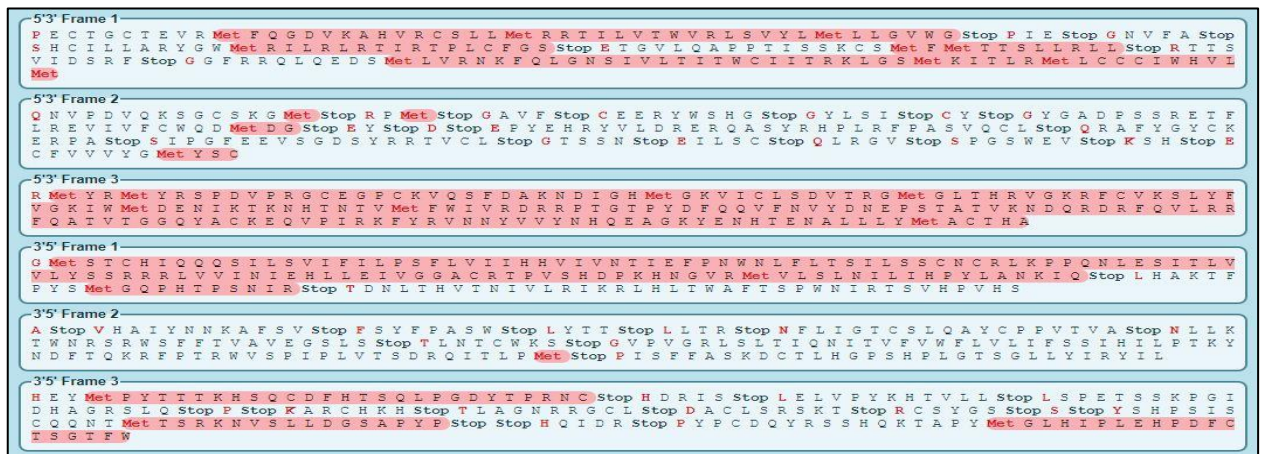 5'3' Frame 1
P E C T G C T E V R Met F Q G D V K A H V R C S L L Met R R T I L V T W V R L S V Y L Met L L G V W G Stop P I E Stop G N V F A Stop
S H C I L L A R Y G W Met R I L R L R T I R T P L C F G S Stop E T G V L Q A P P T I S S K C S Met F Met T T S L L R L L Stop R T T S
V I D S R F Stop G G F R R Q L Q E D S Met L V R N K F Q L G N S I V L T I T W C I I T R K L G S Met K I T L R Met L C C C I W H V L
Met
5'3' Frame 2
Q N V P D V Q K S G C S K G Met Stop R P Met Stop G A V F Stop C E E R Y W S H G Stop G Y L S I Stop C Y Stop G Y G A D P S S R E T F
L R E V I V F C W Q D Met D G Stop E Y Stop D Stop E P Y E H R Y V L D R E R Q A S Y R H P L R F P A S V Q C L Stop Q R A F Y G Y C K
E R P A Stop S I P G F E E V S G D S Y R R T V C L Stop G T S S N Stop E I L S C Stop Q L R G V Stop S P G S W E V Stop K S H Stop E
C F V V V Y G Met Y S C
5'3' Frame 3
R Met Y R Met Y R S P D V P R G C E G P C K V Q S F D A K N D I G H Met G K V I C L S D V T R G Met G L T H R V G K R F C V K S L Y F
V G K I W Met D E N I K T K N H T N T V Met F W I V R D R R P T G T P Y D F Q Q V F N V Y D N E P S T A T V K N D Q R D R F Q V L R R
F Q A T V T G G Q Y A C K E Q V P I R K F Y R V N N Y V V Y N H Q E A G K Y E N H T E N A L L L Y Met A C T H A
3'5' Frame 1
G Met S T C H I Q Q Q S I L S V I F I L P S F L V I I H H V I V N T I E F P N W N L F L T S I L S S C N C R L K P P Q N L E S I T L V
V L Y S S R R R L V V I N I E H L L E I V G G A C R T P V S H D P K H N G V R Met V L S L N I L I H P Y L A N K I Q Stop L H A K T F
P Y S Met G Q P H T P S N I R Stop T D N L T H V T N I V L R I K R L H L T W A F T S P W N I R T S V H P V H S
3'5' Frame 2
A Stop V H A I Y N N K A F S V Stop F S Y F P A S W Stop L Y T T Stop L L T R Stop N F L I G T C S L Q A Y C P P V T V A Stop N L L K
T W N R S R W S F F T V A V E G S L S Stop T L N T C W K S Stop G V P V G R L S L T I Q N I T V F V W F L V L I F S S I H I L P T K Y
N D F T Q K R F P T R W V S P I P L V T S D R Q I T L P Met Stop P I S F F A S K D C T L H G P S H P L G T S G L L Y I R Y I L
3'5' Frame 3
H E Y Met P Y T T T K H S Q C D F H T S Q L P G D Y T P R N C Stop H D R I S Stop L E L V P Y K H T V L L Stop L S P E T S S K P G I
D H A G R S L Q Stop P Stop K A R C H K H Stop T L A G N R R G C L Stop D A C L S R S K T Stop R C S Y G S Stop S Stop Y S H P S I S
C Q Q N T Met T S R K N V S L L D G S A P Y P Stop Stop H Q I D R Stop P Y P C D Q Y R S S H Q K T A P Y Met G L H I P L E H P D F C
T S G T F W